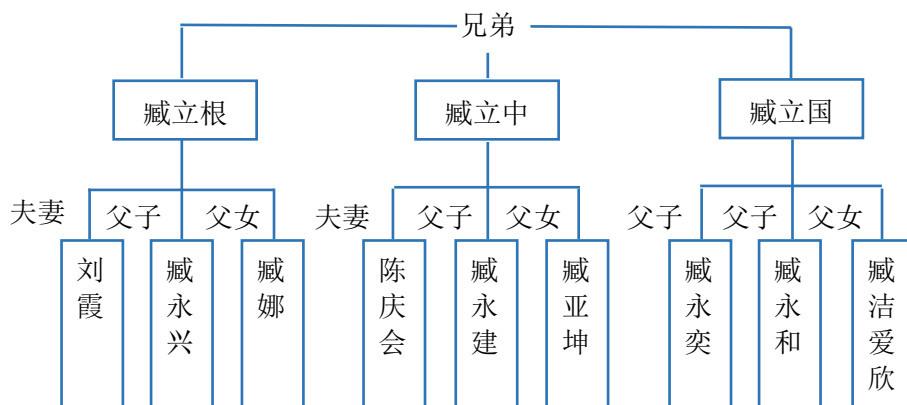 兄弟
臧立根
臧立中
臧立国
夫妻
父子
父女
夫妻
父子
父女
父子
父子
父女
刘霞
臧永兴
臧娜
陈庆会
臧永建
臧亚坤
臧永奕
臧永和
臧洁爱欣